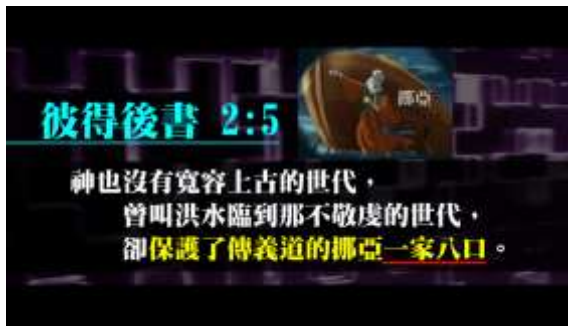 彼得後書 2:5
挪亞
神也沒有寬容上古的世代，
曾叫洪水臨到那不敬虔的世代，
卻保護了傳義道的挪亞一家八口。